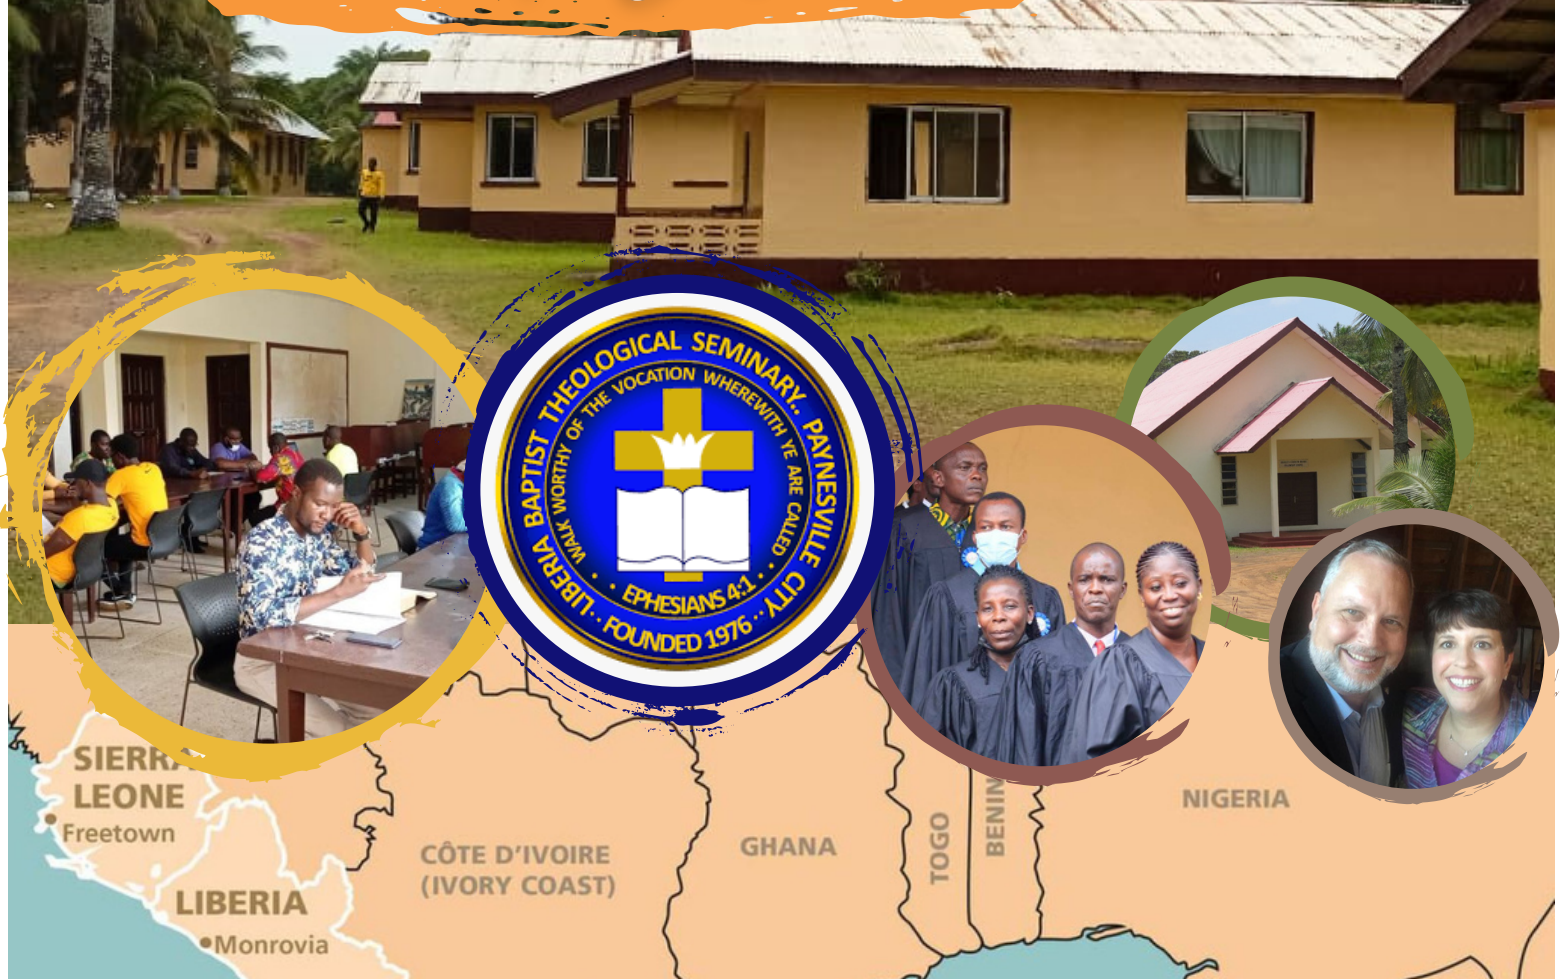 LIBERIA BAPTIST THEOLOGICAL SEMINARY. PAYNESVILLE CITY
WALK WORTHY OF THE VOCATION WHEREWITH YE ARE CALLED
EPHESIANS 4:1
FOUNDED 1976
SIERRA
LEONE
Freetown
LIBERIA
Monrovia
CÔTE D'IVOIRE
(IVORY COAST)
GHANA
TOGO
BENIN
NIGERIA